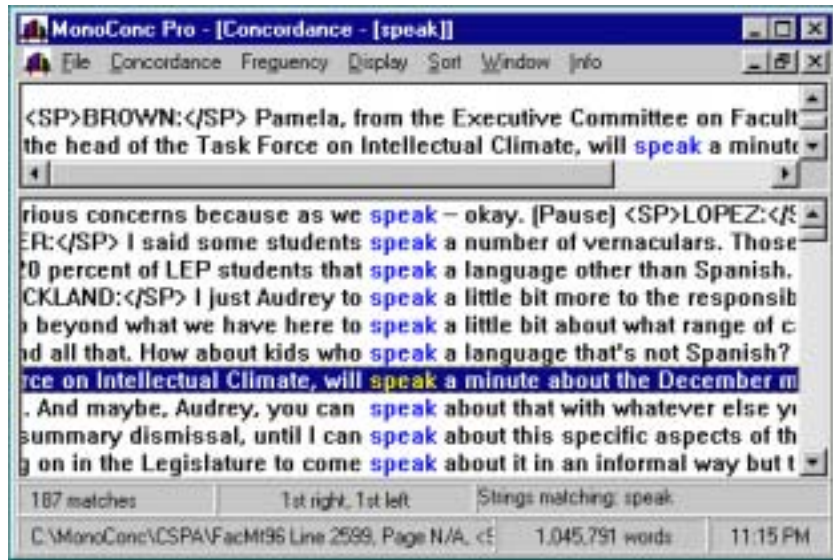 MonoConc Pro - [Concordance - [speak]]
File Concordance Freguency Display Sort Window Info
<SP>BROWN:</SP> Pamela, from the Executive Committee on Facult
the head of the Task Force on Intellectual Climate, will speak a minute
rious concerns because as we speak – okay. (Pause) <SP>LOPEZ:</S
ER:</SP> I said some students speak a number of vernaculars. Those
20 percent of LEP students that speak a language other than Spanish.
CKLAND:</SP> I just Audrey to speak a little bit more to the responsib
o beyond what we have here to speak a little bit about what range of c
nd all that. How about kids who speak a language that's not Spanish?
rce on Intellectual Climate, will speak a minute about the December m
. And maybe, Audrey, you can speak about that with whatever else yo
summary dismissal, until I can speak about this specific aspects of th
g on in the Legislature to come speak about it in an informal way but t
187 matches 1st right, 1st left Strings matching: speak
C:\MonoConc\CSPA\FacMt96 Line 2599, Page N/A, <S 1,045,791 words 11:15 PM